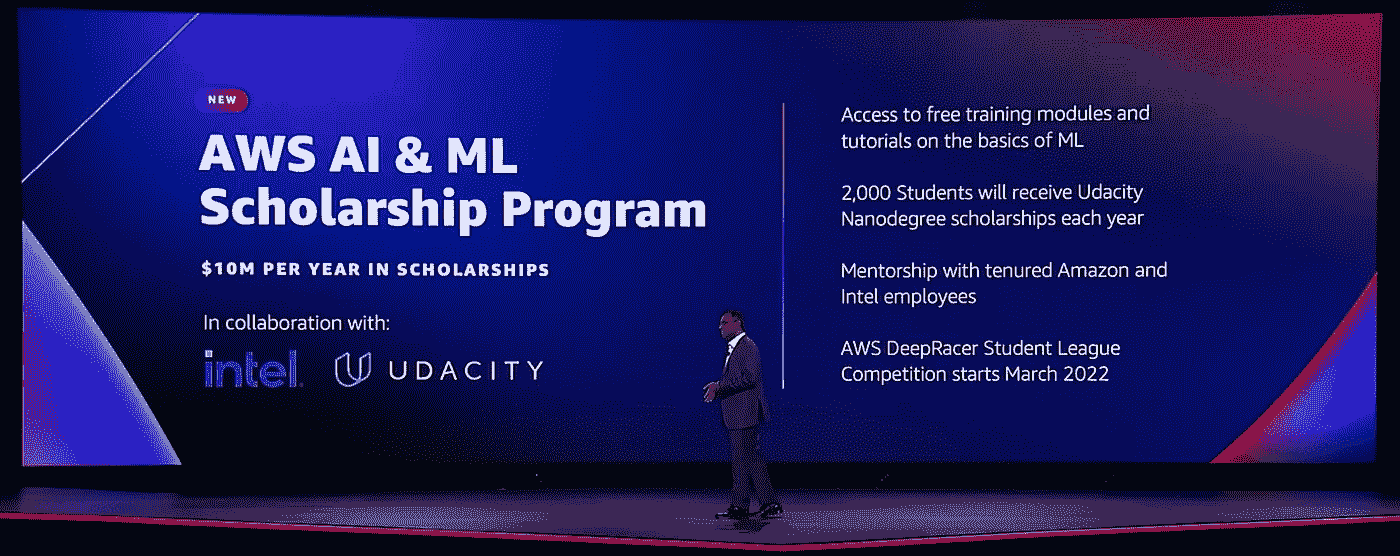 NEW
AWS AI & ML
Scholarship Program
$10M PER YEAR IN SCHOLARSHIPS
In collaboration with:
intel. UDACITY
Access to free training modules and
tutorials on the basics of ML
2,000 Students will receive Udacity
Nanodegree scholarships each year
Mentorship with tenured Amazon and
Intel employees
AWS DeepRacer Student League
Competition starts March 2022